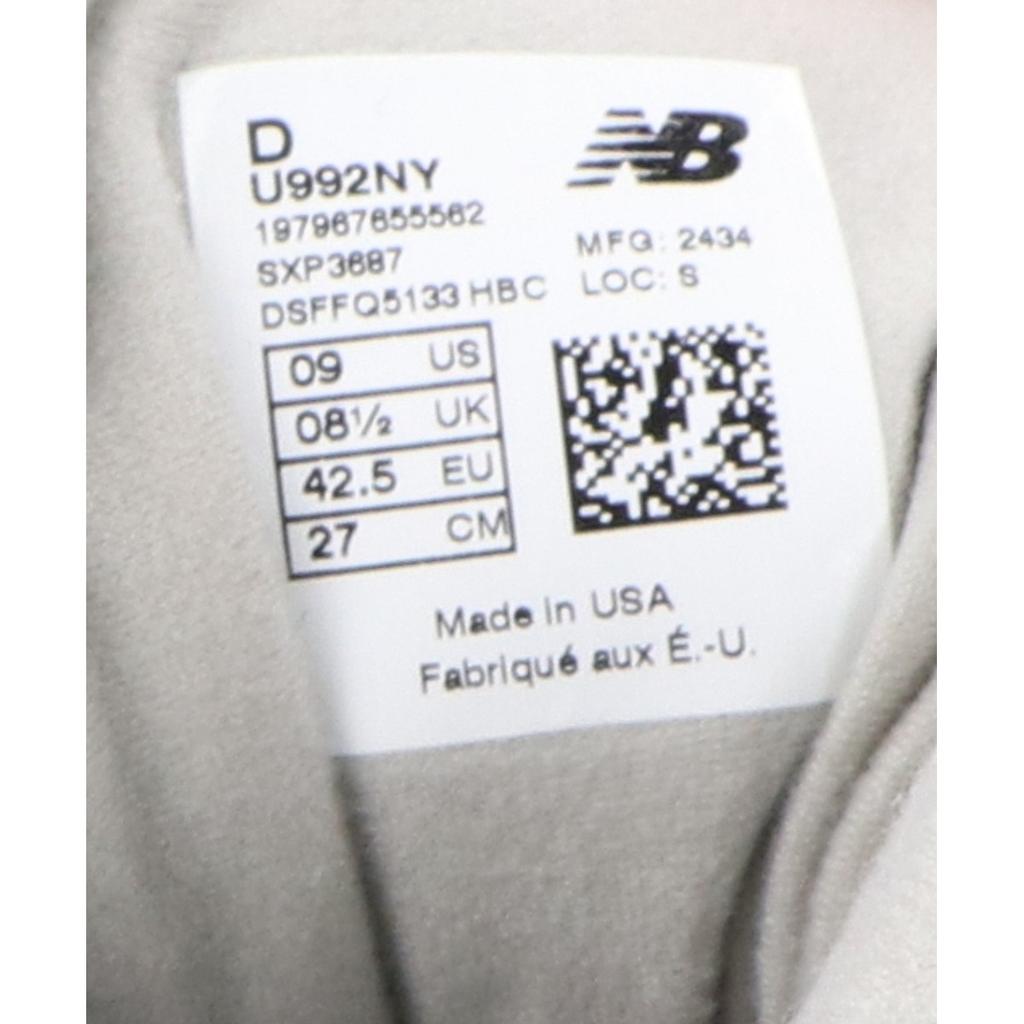 D
U992NY
197967655562
SXP3687
DSFFQ5133 HBC
NB
MFG: 2434
LOC: S
09 US
08½ UK
42.5 EU
27 CM
Made in USA
Fabriqué aux É.-U.